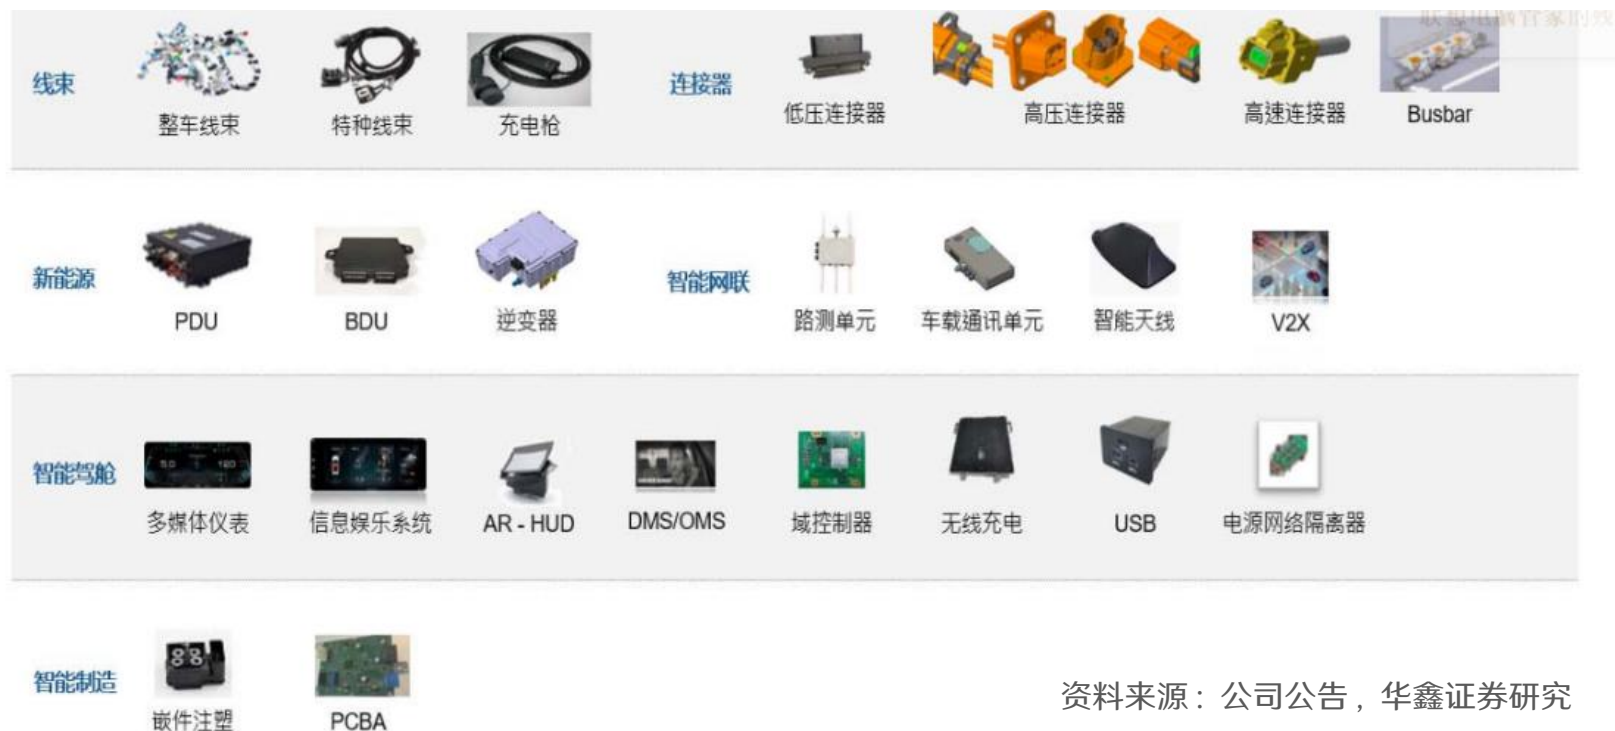 线束
整车线束
特种线束
充电枪
连接器
低压连接器
高压连接器
高速连接器
Busbar
新能源
PDU
BDU
逆变器
智能网联
路测单元
车载通讯单元
智能天线
V2X
智能驾舱
多媒体仪表
信息娱乐系统
AR - HUD
DMS/OMS
域控制器
无线充电
USB
电源网络隔离器
智能制造
嵌件注塑
PCBA
资料来源：公司公告，华鑫证券研究